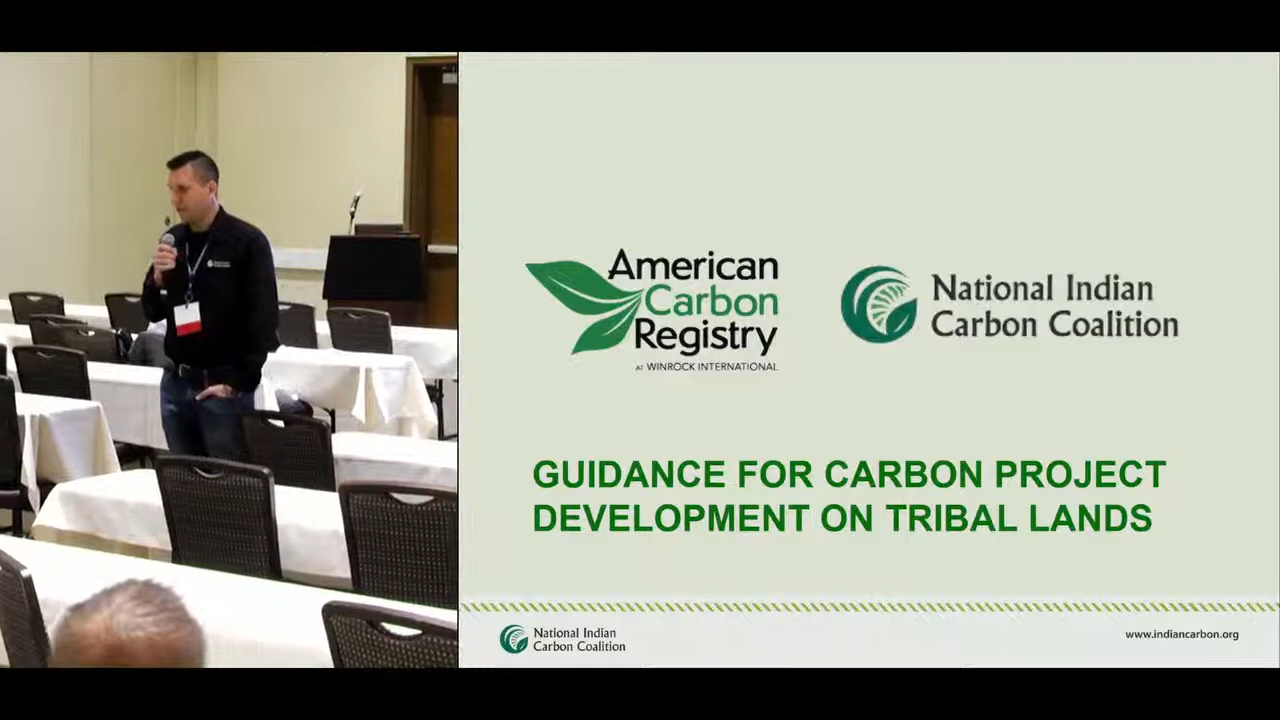 American
Carbon
Registry
AT WINROCK INTERNATIONAL
National Indian
Carbon Coalition
GUIDANCE FOR CARBON PROJECT
DEVELOPMENT ON TRIBAL LANDS
National Indian
Carbon Coalition
www.indiancarbon.org